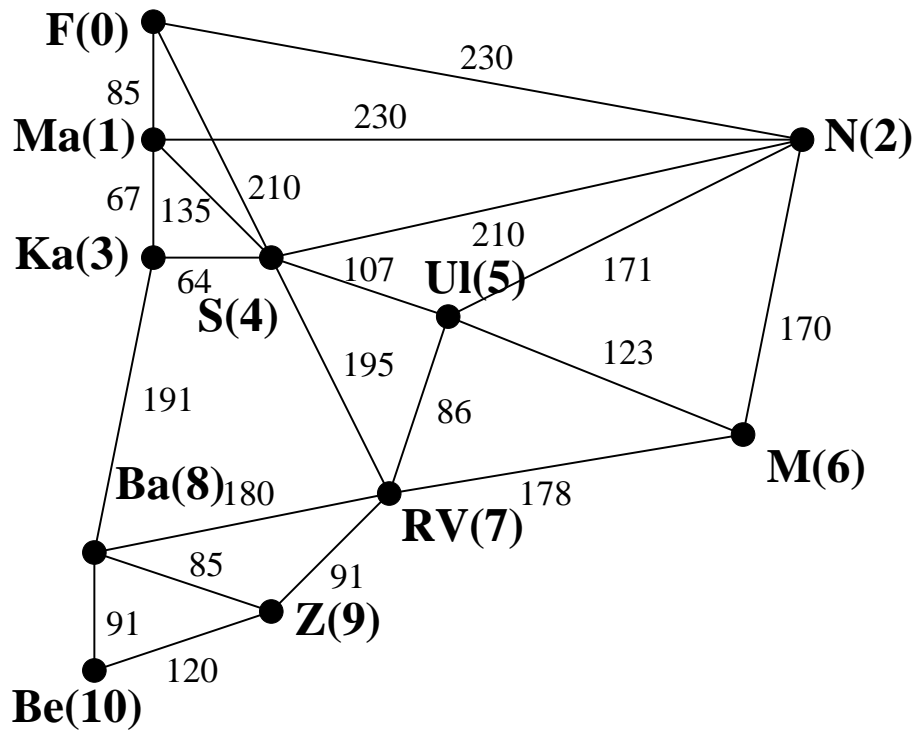 F(0)
230
85
230
Ma(1)
N(2)
67
135
210
Ka(3)
210
64
107
Ul(5)
171
S(4)
170
195
123
191
86
M(6)
Ba(8)
180
178
RV(7)
85
91
91
Z(9)
120
Be(10)